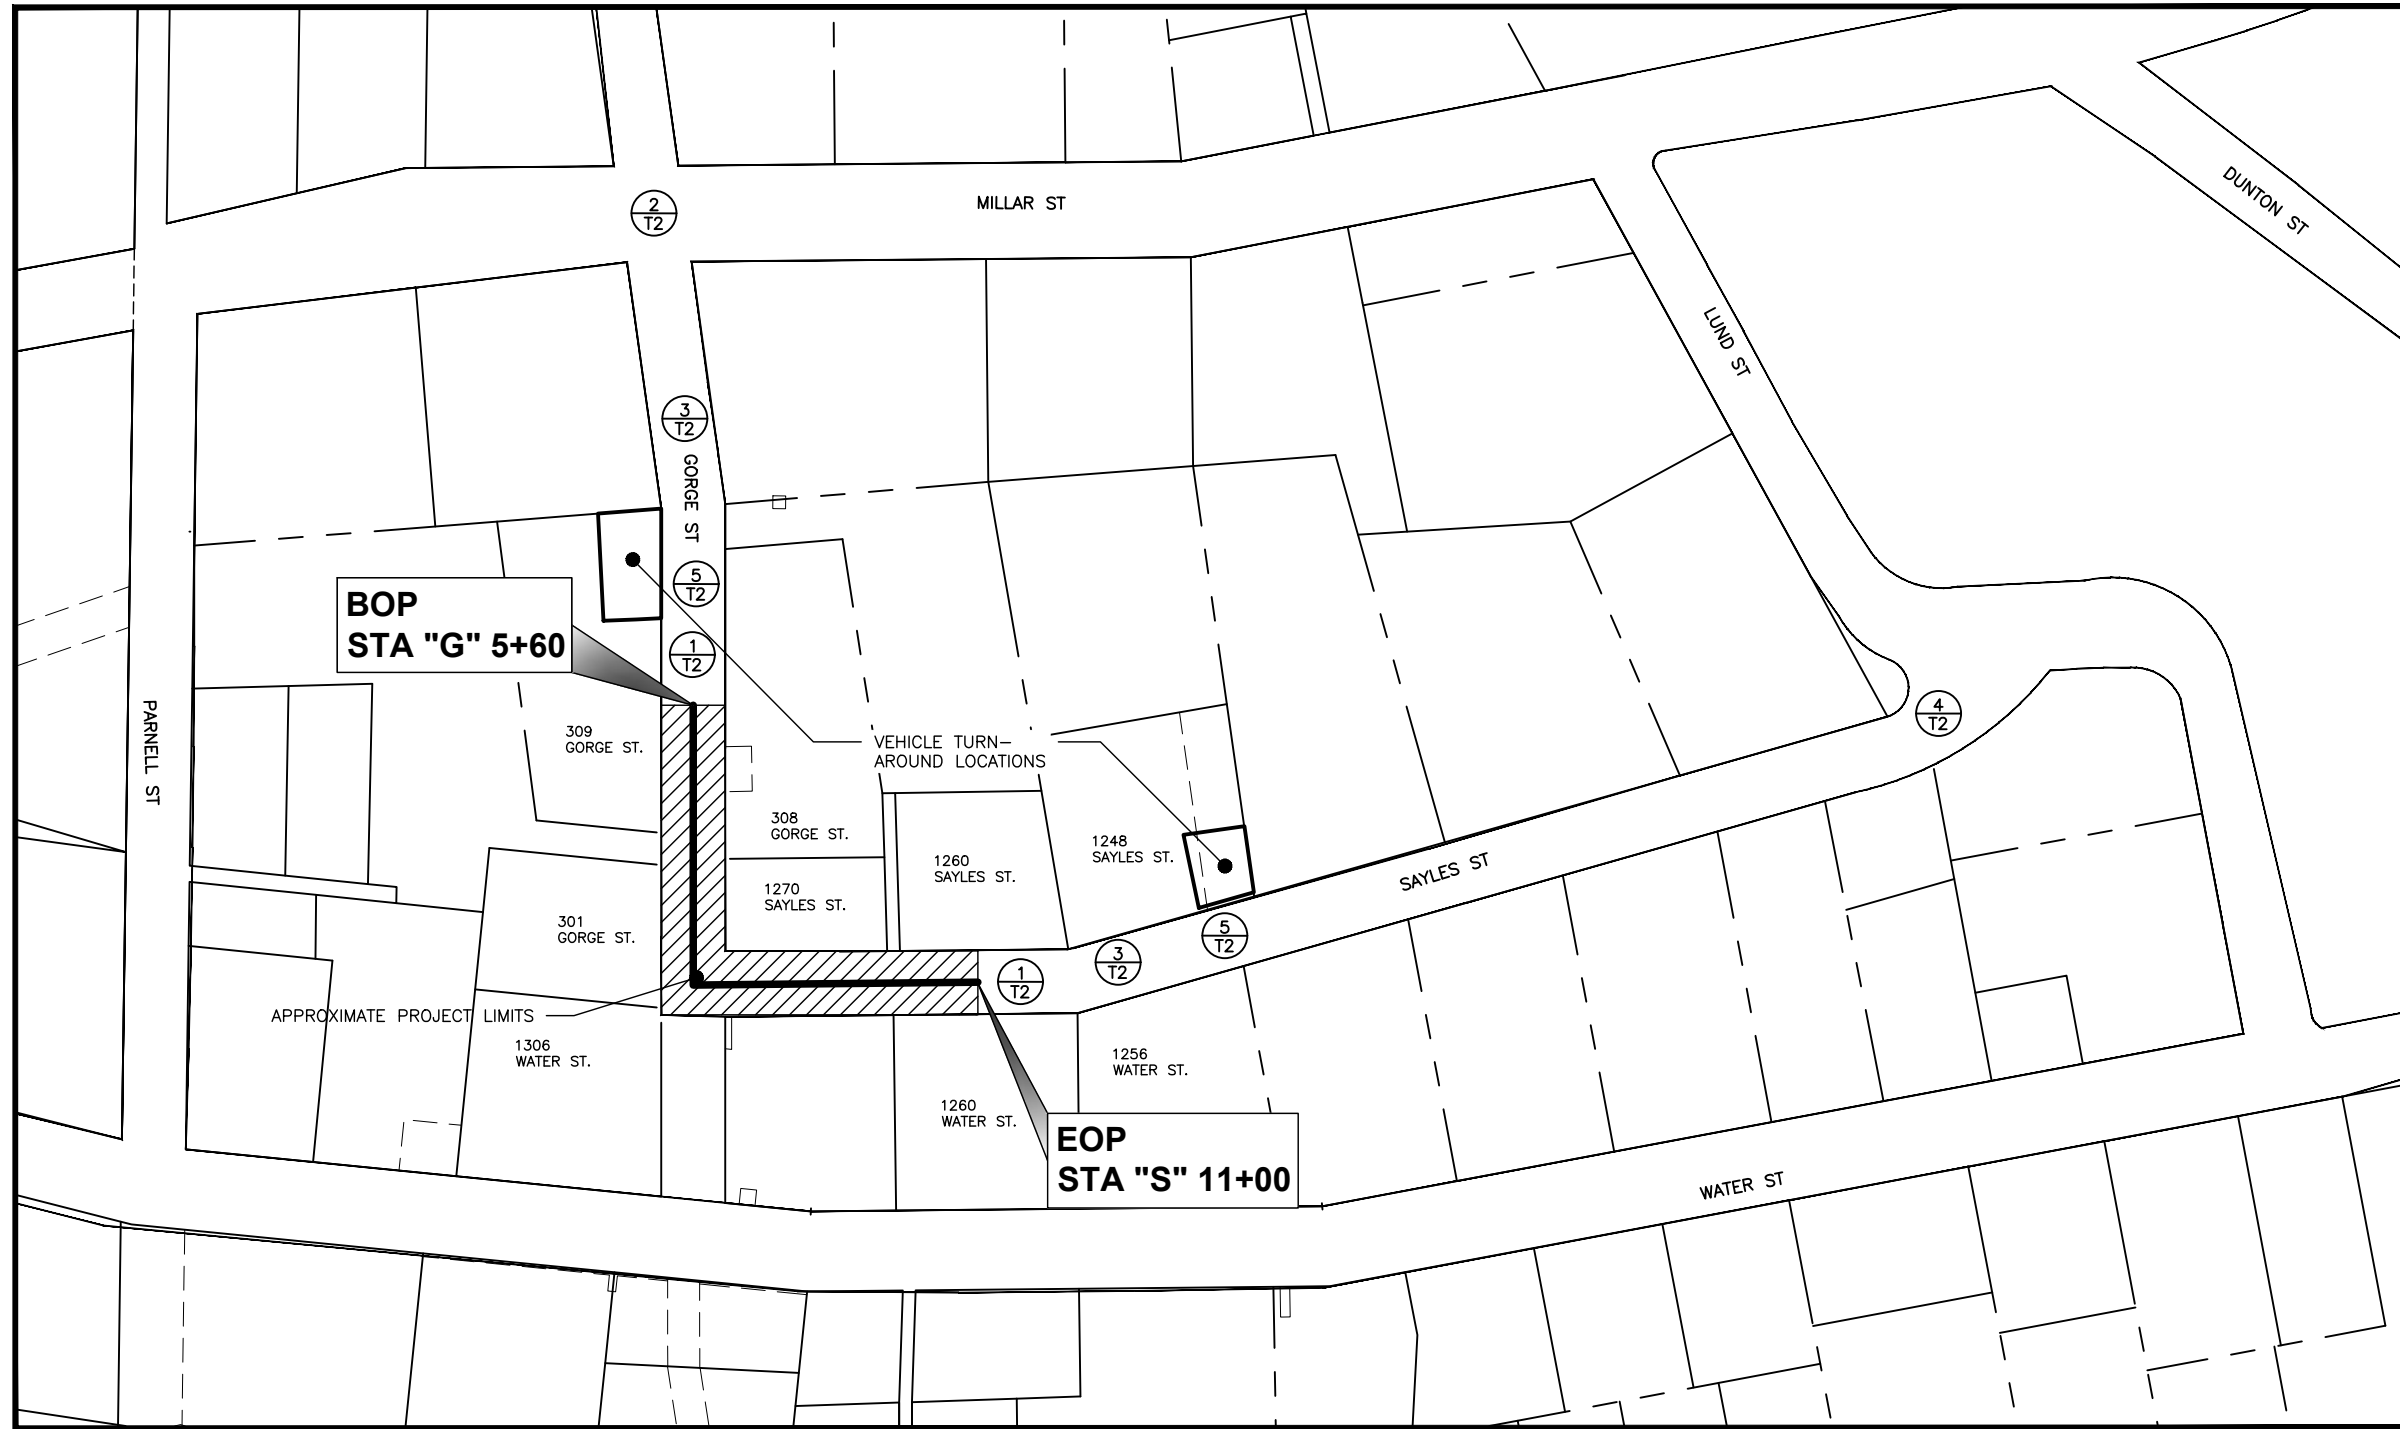 MILLAR ST
2
T2
DUNTON ST
LUND ST
3
T2
GORGE ST
5
T2
BOP
STA "G" 5+60
1
T2
PARNELL ST
309
GORGE ST.
VEHICLE TURN-
AROUND LOCATIONS
4
T2
308
GORGE ST.
1248
SAYLES ST.
1260
SAYLES ST.
SAYLES ST
1270
SAYLES ST.
301
GORGE ST.
5
T2
3
T2
1
T2
APPROXIMATE PROJECT LIMITS
1306
WATER ST.
1256
WATER ST.
1260
WATER ST.
EOP
STA "S" 11+00
WATER ST